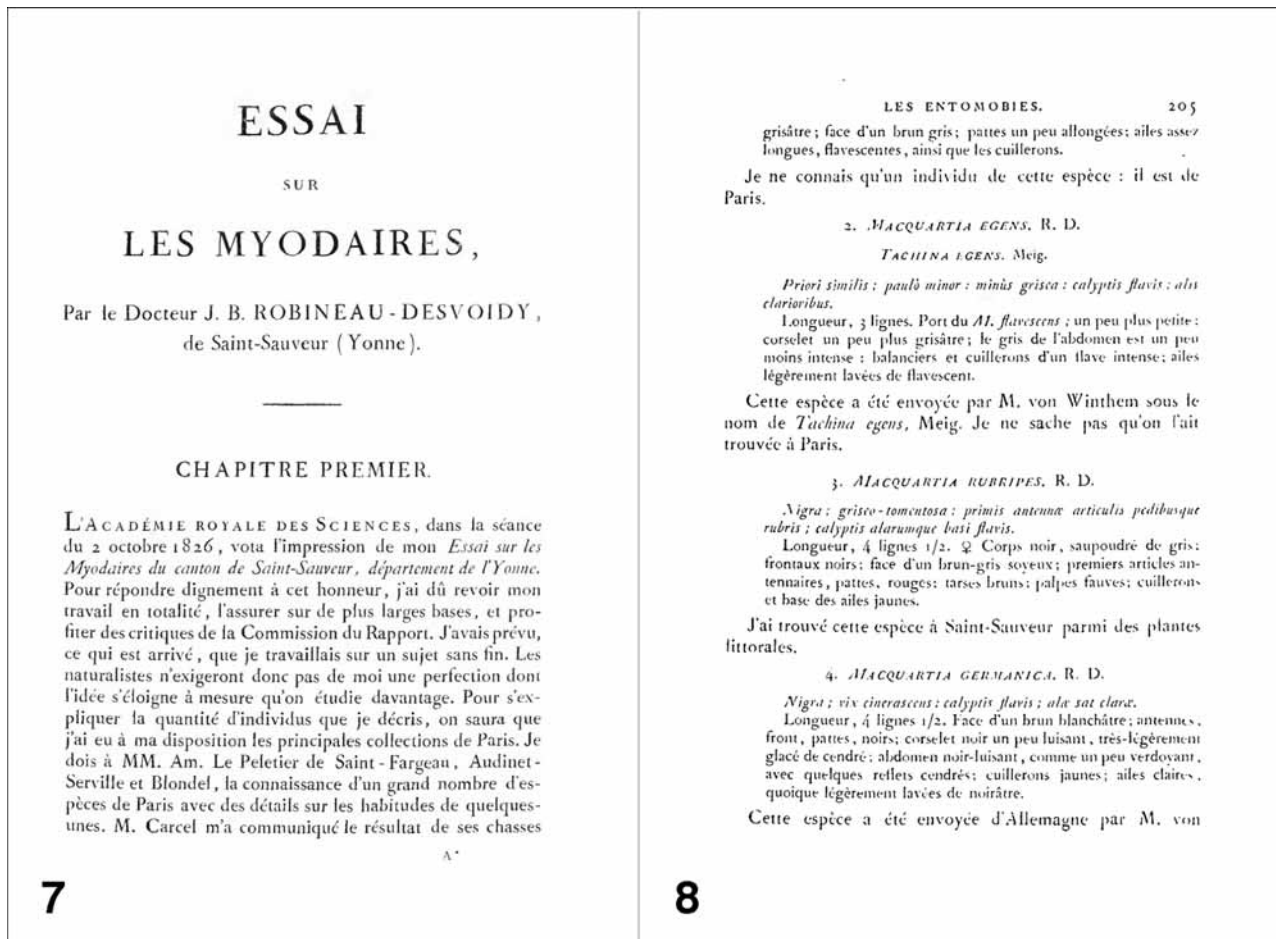 ESSAI
SUR
LES MYODAIRES,
Par le Docteur J. B. ROBINEAU-DESVOIDY,
de Saint-Sauveur (Yonne).
CHAPITRE PREMIER.
L'ACADÉMIE ROYALE DES SCIENCES, dans la séance
du 2 octobre 1826, vota l'impression de mon Essai sur les
Myodaires du canton de Saint-Sauveur, département de l'Yonne.
Pour répondre dignement à cet honneur, j'ai dû revoir mon
travail en totalité, l'assurer sur de plus larges bases, et pro-
fiter des critiques de la Commission du Rapport. J'avais prévu,
ce qui est arrivé, que je travaillais sur un sujet sans fin. Les
naturalistes n'exigeront donc pas de moi une perfection dont
l'idée s'éloigne à mesure qu'on étudie davantage. Pour s'ex-
pliquer la quantité d'individus que je décris, on saura que
j'ai eu à ma disposition les principales collections de Paris. Je
dois à MM. Am. Le Peletier de Saint-Fargeau, Audinet-
Serville et Blondel, la connaissance d'un grand nombre d'es-
pèces de Paris avec des détails sur les habitudes de quelques-
unes. M. Carcel m'a communiqué le résultat de ses chasses
A*
7
LES ENTOMOBIES. 205
grisâtre; face d'un brun gris; pattes un peu allongées; ailes assez
longues, flavescentes, ainsi que les cuillerons.
Je ne connais qu'un individu de cette espèce : il est de
Paris.
2. MACQUARTIA EGENS. R. D.
TACHINA EGENS. Meig.
Priori similis; paulò minor : minùs grisea : calyptis flavis; alis
clarioribus.
Longueur, 3 lignes. Port du M. flavescens; un peu plus petite;
corselet un peu plus grisâtre; le gris de l'abdomen est un peu
moins intense : balanciers et cuillerons d'un flave intense; ailes
légèrement lavées de flavescent.
Cette espèce a été envoyée par M. von Winthem sous le
nom de Tachina egens, Meig. Je ne sache pas qu'on l'ait
trouvée à Paris.
3. MACQUARTIA RUBRIPES. R. D.
Nigra; griseo-tomentosa : primis antennæ articulis pedibusque
rubris; calyptis alarumque basi flavis.
Longueur, 4 lignes 1/2. ♀ Corps noir, saupoudré de gris;
frontaux noirs; face d'un brun-gris soyeux; premiers articles an-
tennaires, pattes, rouges; tarses bruns; palpes fauves; cuillerons
et base des ailes jaunes.
J'ai trouvé cette espèce à Saint-Sauveur parmi des plantes
littorales.
4. MACQUARTIA GERMANICA. R. D.
Nigra; vix cinerascens; calyptis flavis; alæ sat claræ.
Longueur, 4 lignes 1/2. Face d'un brun blanchâtre; antennes,
front, pattes, noirs; corselet noir un peu luisant, très-légèrement
glacé de cendré; abdomen noir-luisant, comme un peu verdoyant,
avec quelques reflets cendrés; cuillerons jaunes; ailes claires,
quoique légèrement lavées de noirâtre.
Cette espèce a été envoyée d'Allemagne par M. von
8